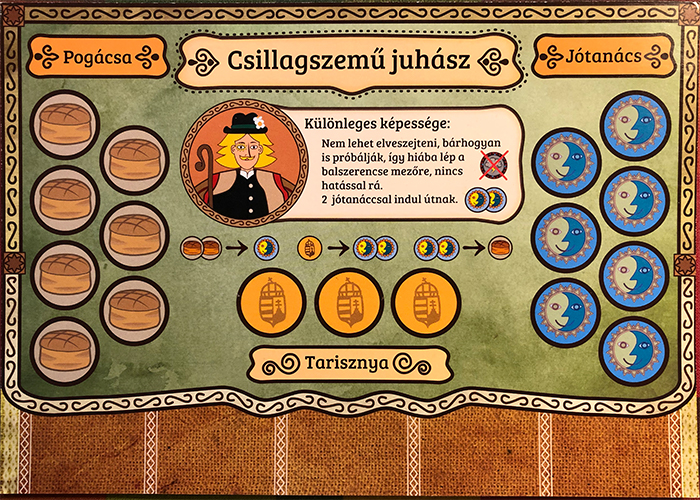 Pogácsa
Csillagszemű juhász
Jótanács
Különleges képessége:
Nem lehet elveszejteni, bárhogyan
is próbálják, így hiába lép a
balszerencse mezőre, nincs
hatással rá.
2 jótanáccsal indul útnak.
Tarisznya